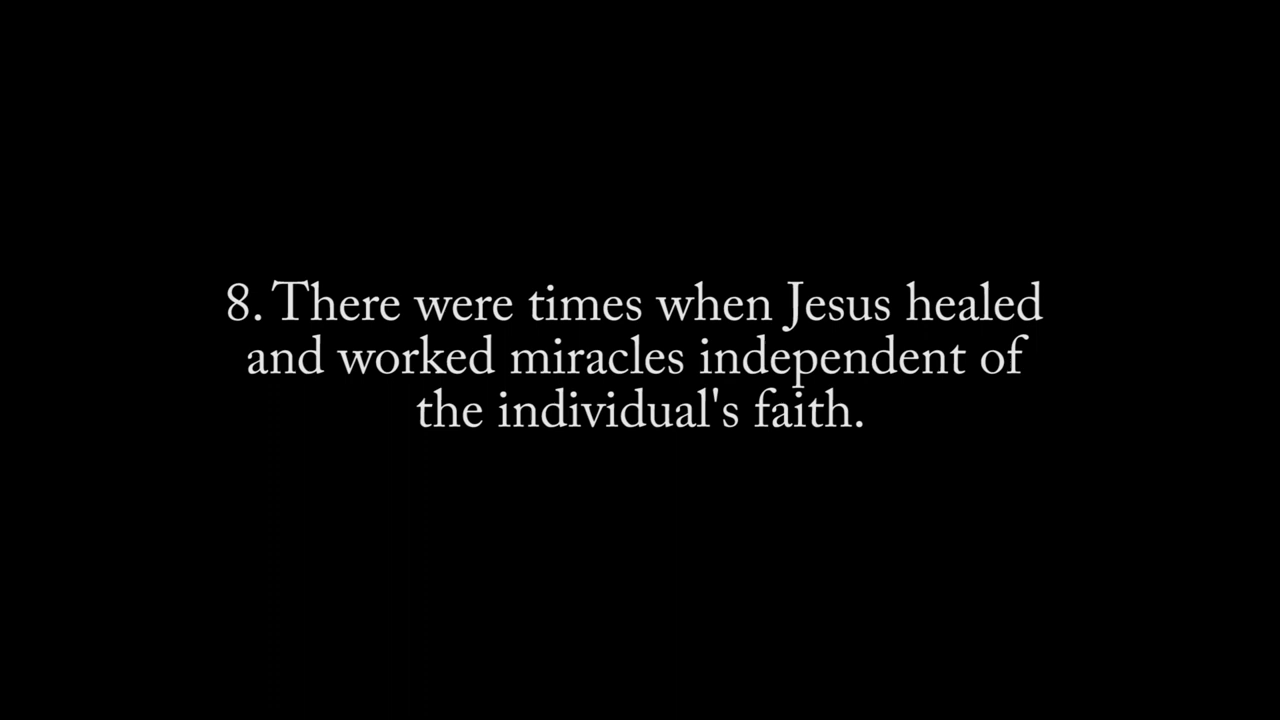 8. There were times when Jesus healed
and worked miracles independent of
the individual's faith.